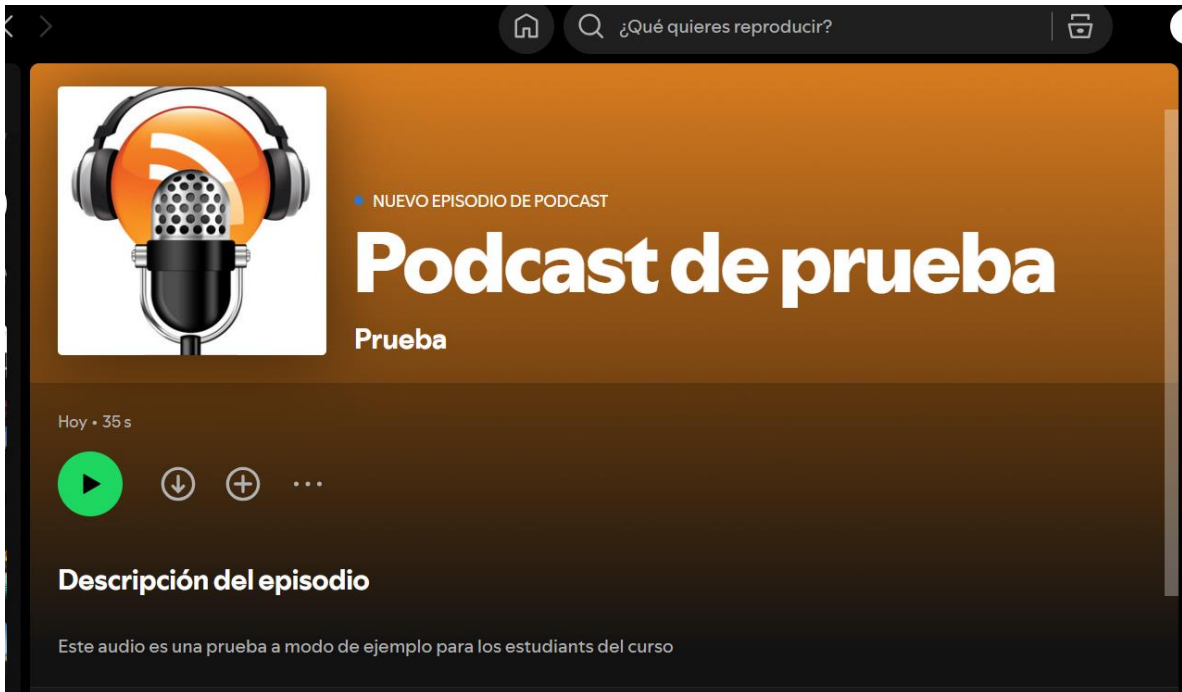 ¿Qué quieres reproducir?
NUEVO EPISODIO DE PODCAST
Podcast de prueba
Prueba
Hoy • 35 s
Descripción del episodio
Este audio es una prueba a modo de ejemplo para los estudiants del curso